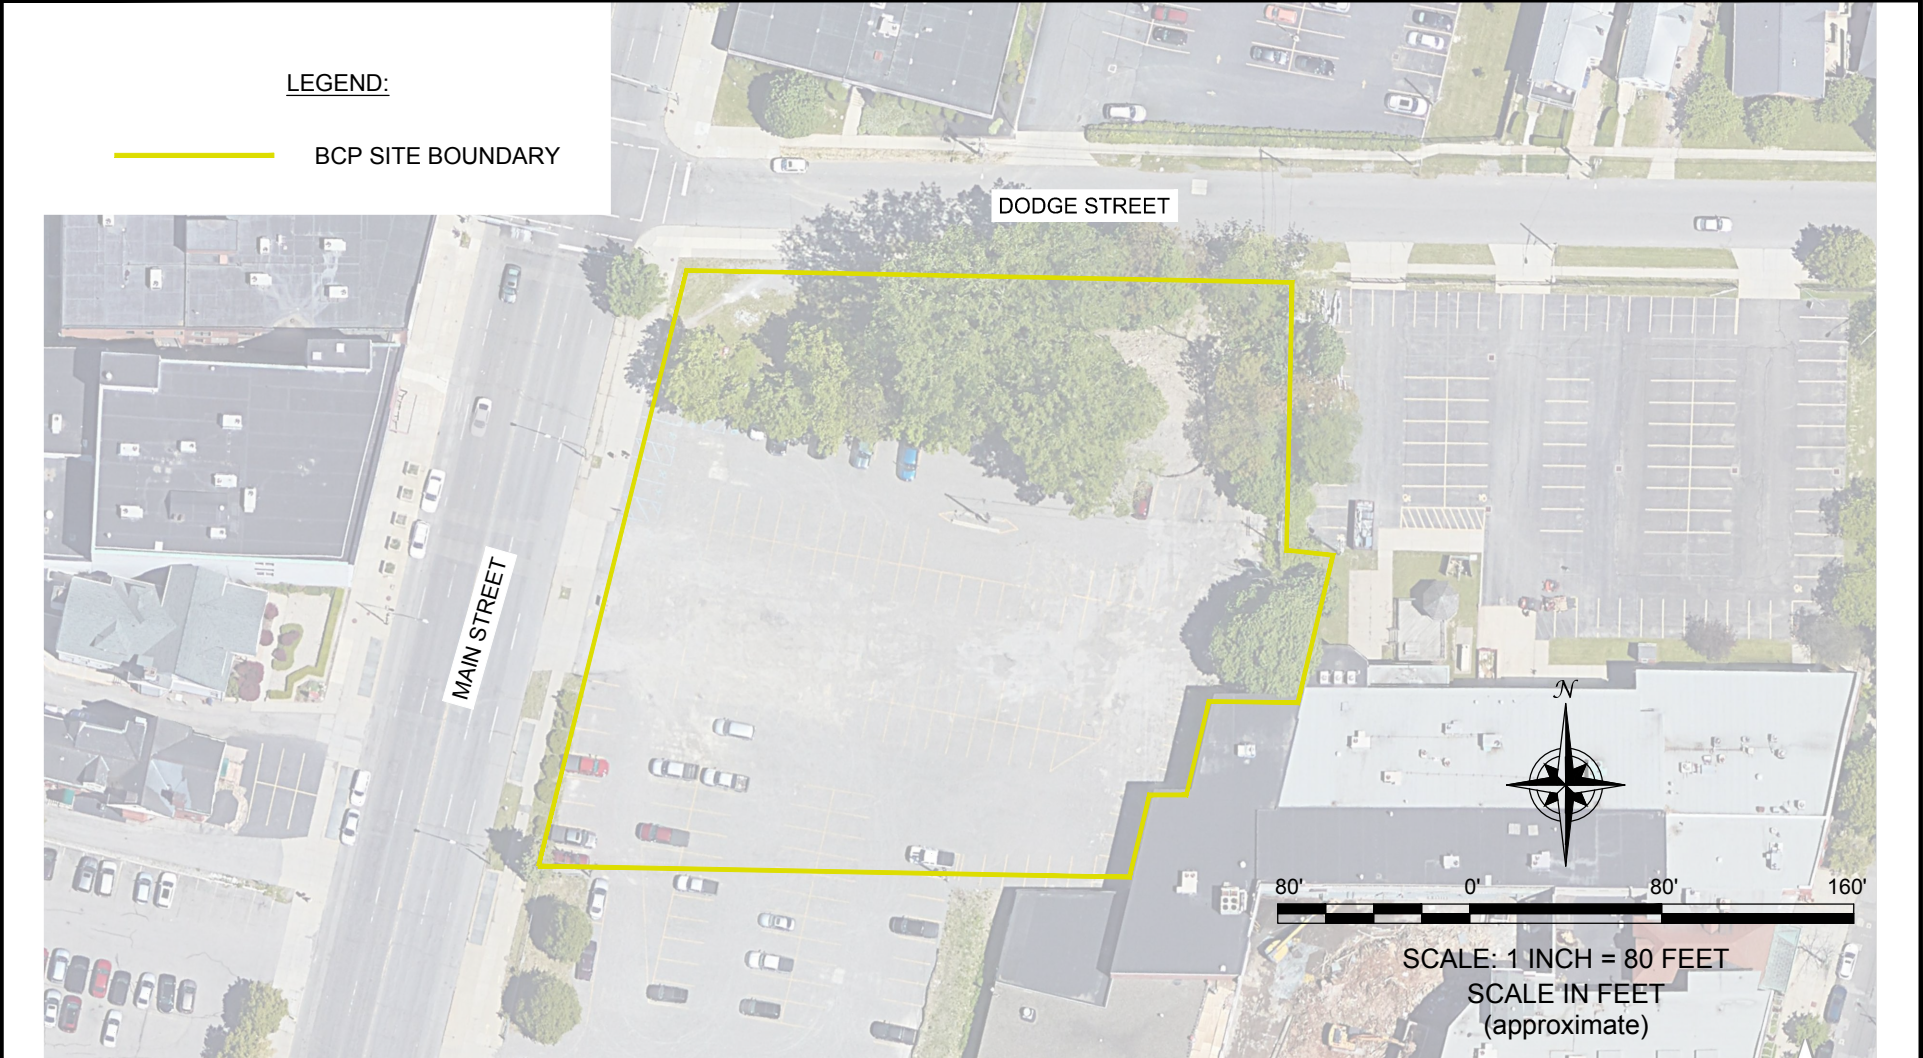 LEGEND:
BCP SITE BOUNDARY
DODGE STREET
MAIN STREET
N
80' 0' 80' 160'
SCALE: 1 INCH = 80 FEET
SCALE IN FEET
(approximate)